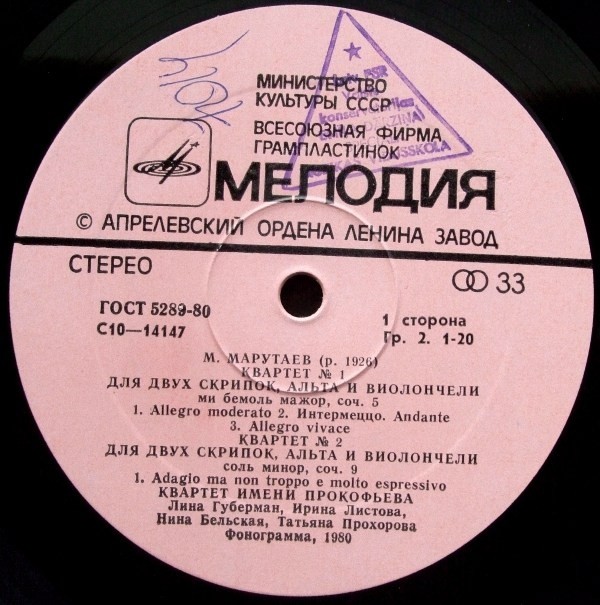 МИНИСТЕРСТВО
КУЛЬТУРЫ СССР
ВСЕСОЮЗНАЯ ФИРМА
ГРАМПЛАСТИНОК
МЕЛОДИЯ
© АПРЕЛЕВСКИЙ ОРДЕНА ЛЕНИНА ЗАВОД
СТЕРЕО
33
ГОСТ 5289-80
С10—14147
1 сторона
Гр. 2. 1-20
М. МАРУТАЕВ (р. 1926)
КВАРТЕТ № 1
ДЛЯ ДВУХ СКРИПОК, АЛЬТА И ВИОЛОНЧЕЛИ
ми бемоль мажор, соч. 5
1. Allegro moderato 2. Интермеццо. Andante
3. Allegro vivace
КВАРТЕТ № 2
ДЛЯ ДВУХ СКРИПОК, АЛЬТА И ВИОЛОНЧЕЛИ
соль минор, соч. 9
1. Adagio ma non troppo e molto espressivo
КВАРТЕТ ИМЕНИ ПРОКОФЬЕВА
Лина Губерман, Ирина Листова,
Нина Бельская, Татьяна Прохорова
Фонограмма, 1980